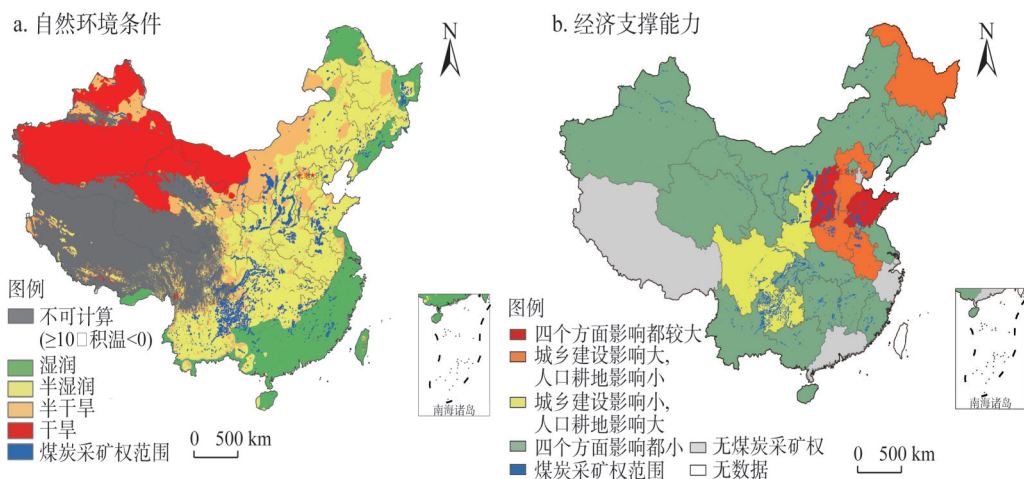 a. 自然环境条件
N
图例
不可计算
(≥10□积温<0)
湿润
半湿润
半干旱
干旱
煤炭采矿权范围
0 500 km
南海诸岛
b. 经济支撑能力
N
图例
四个方面影响都较大
城乡建设影响大,
人口耕地影响小
城乡建设影响小,
人口耕地影响大
四个方面影响都小
无煤炭采矿权
煤炭采矿权范围
无数据
0 500 km
南海诸岛